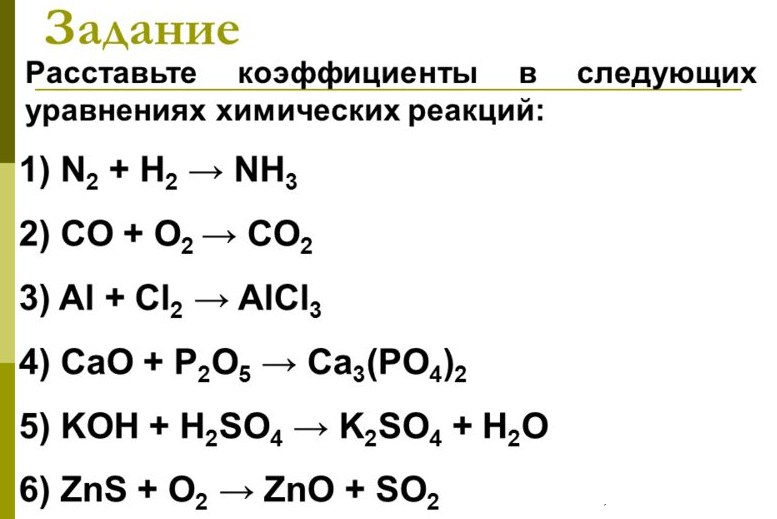 Задание
Расставьте коэффициенты в следующих
уравнениях химических реакций:
1) N₂ + H₂ → NH₃
2) CO + O₂ → CO₂
3) Al + Cl₂ → AlCl₃
4) CaO + P₂O₅ → Ca₃(PO₄)₂
5) KOH + H₂SO₄ → K₂SO₄ + H₂O
6) ZnS + O₂ → ZnO + SO₂